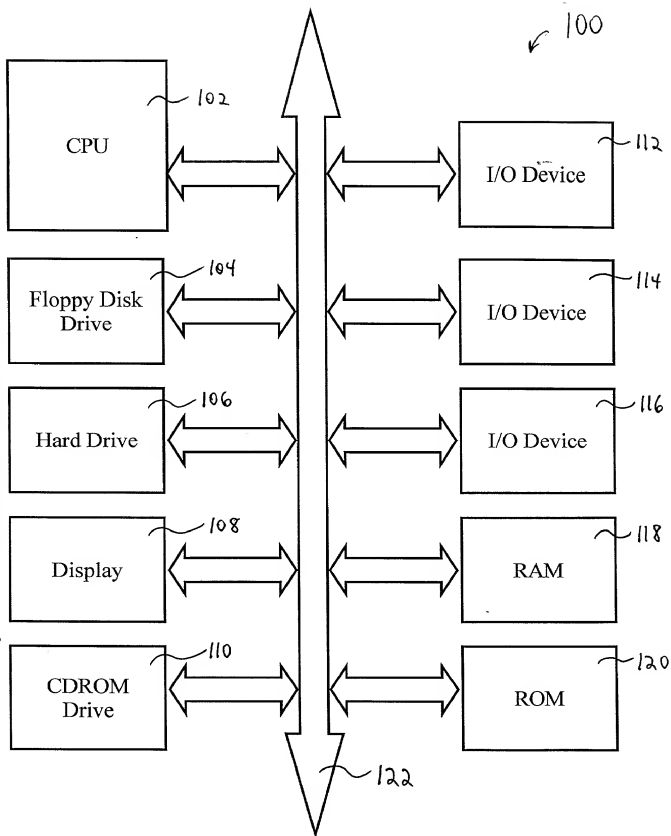 100
102
CPU
112
I/O Device
104
Floppy Disk
Drive
114
I/O Device
106
Hard Drive
116
I/O Device
108
Display
118
RAM
110
CDROM
Drive
120
ROM
122